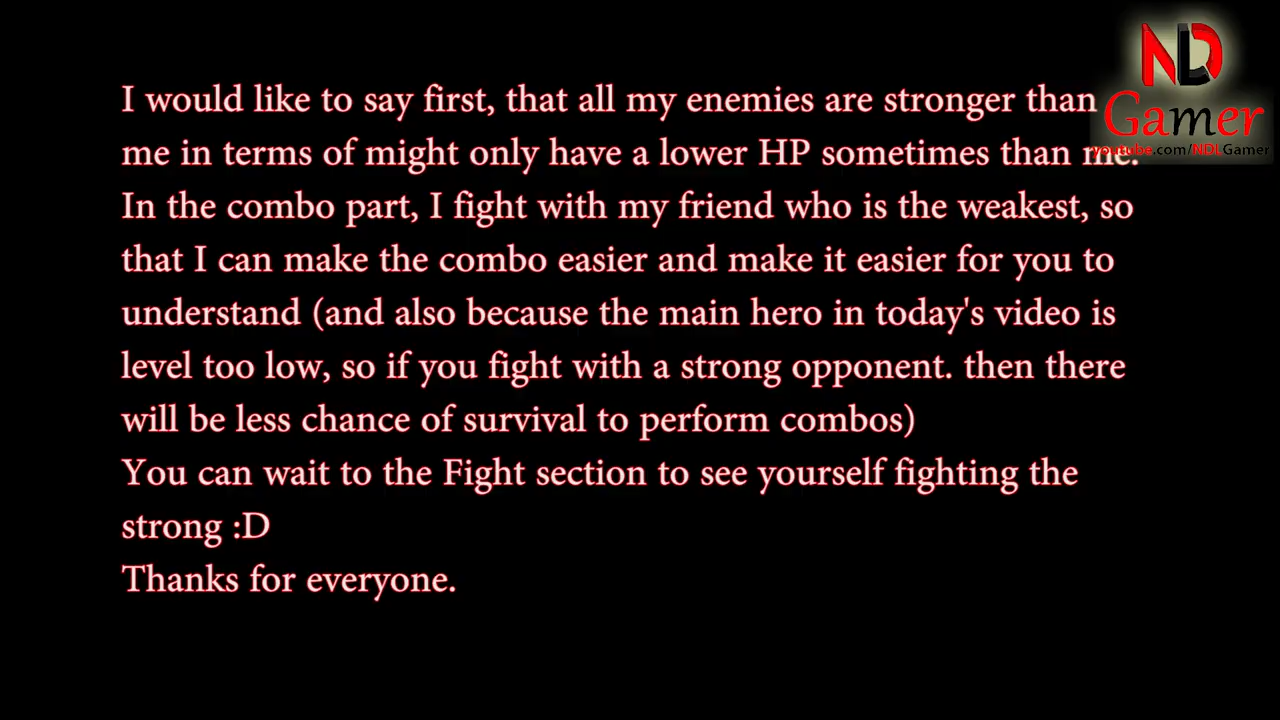 I would like to say first, that all my enemies are stronger than
me in terms of might only have a lower HP sometimes than me.
In the combo part, I fight with my friend who is the weakest, so
that I can make the combo easier and make it easier for you to
understand (and also because the main hero in today's video is
level too low, so if you fight with a strong opponent. then there
will be less chance of survival to perform combos)
You can wait to the Fight section to see yourself fighting the
strong :D
Thanks for everyone.
NDL
Gamer
youtube.com/NDLGamer